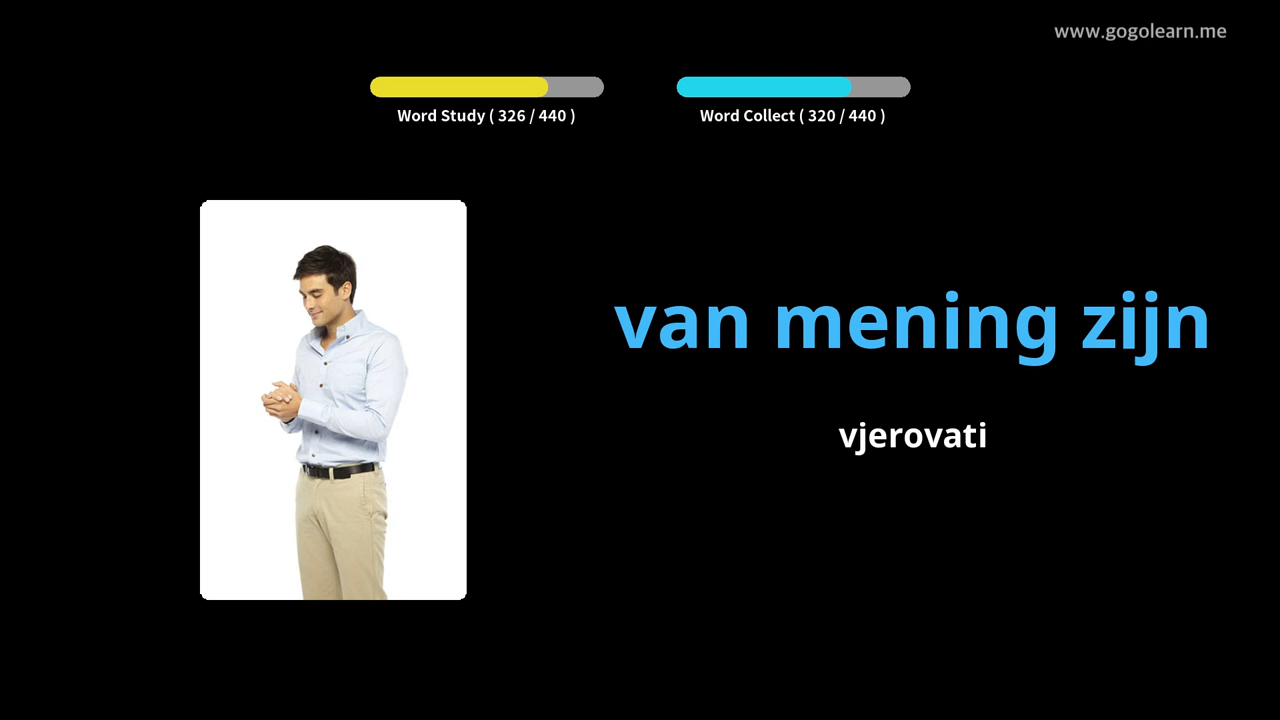 www.gogolearn.me
Word Study ( 326 / 440 )
Word Collect ( 320 / 440 )
van mening zijn
vjerovati